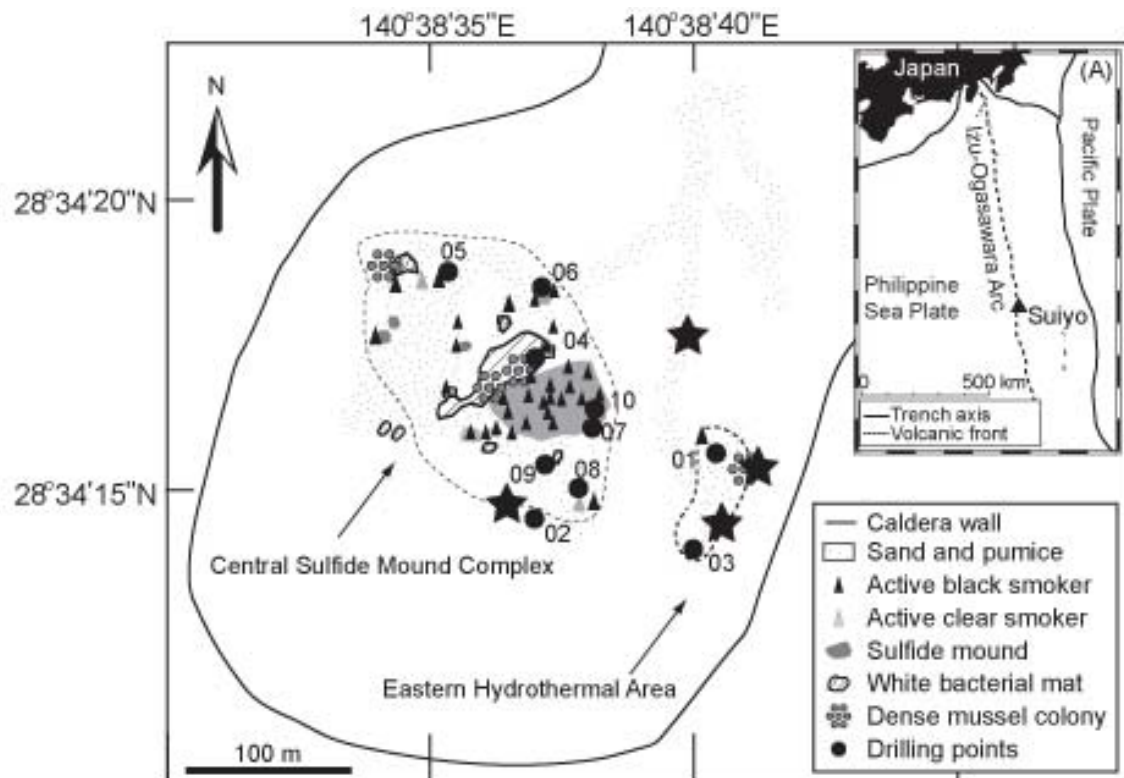 140°38'35"E
140°38'40"E
N
28°34'20"N
28°34'15"N
05
06
04
10
07
01
09
08
02
03
Central Sulfide Mound Complex
Eastern Hydrothermal Area
100 m
Japan
(A)
Izu-Ogasawara Arc
Pacific Plate
Philippine
Sea Plate
Suiyo
0
500 km
Trench axis
Volcanic front
Caldera wall
Sand and pumice
Active black smoker
Active clear smoker
Sulfide mound
White bacterial mat
Dense mussel colony
Drilling points